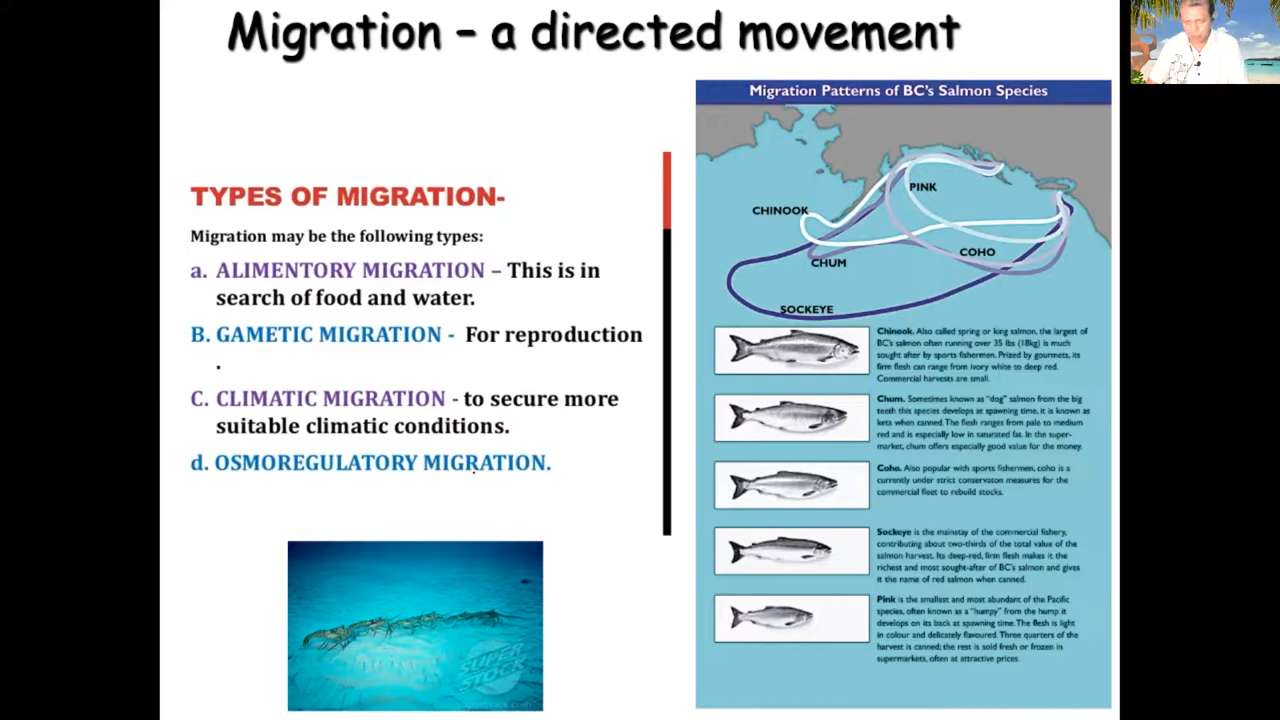 Migration – a directed movement
TYPES OF MIGRATION-
Migration may be the following types:
a. ALIMENTORY MIGRATION – This is in
search of food and water.
B. GAMETIC MIGRATION - For reproduction
.
C. CLIMATIC MIGRATION - to secure more
suitable climatic conditions.
d. OSMOREGULATORY MIGRATION.
SUPER
STOCK
Migration Patterns of BC's Salmon Species
PINK
CHINOOK
COHO
CHUM
SOCKEYE
Chinook. Also called spring or king salmon, the largest of
BC's salmon often running over 35 lbs (18kg) is much
sought after by sports fishermen. Prized by gourmets, its
firm flesh can range from ivory white to deep red.
Commercial harvests are small.
Chum. Sometimes known as "dog" salmon from the big
teeth this species develops at spawning time, it is known as
keta when canned. The flesh ranges from pale to medium
red and is especially low in saturated fat. In the super-
market, chum offers especially good value for the money.
Coho. Also popular with sports fishermen, coho is a
currently under strict conservaton measures for the
commercial fleet to rebuild stocks.
Sockeye is the mainstay of the commercial fishery,
contributing about two-thirds of the total value of the
salmon harvest. Its deep-red, firm flesh makes it the
richest and most sought-after of BC's salmon and gives
it the name of red salmon when canned.
Pink is the smallest and most abundant of the Pacific
species, often known as a "humpy" from the hump it
develops on its back at spawning time. The flesh is light
in colour and delicately flavoured. Three quarters of the
harvest is canned; the rest is sold fresh or frozen in
supermarkets, often at attractive prices.